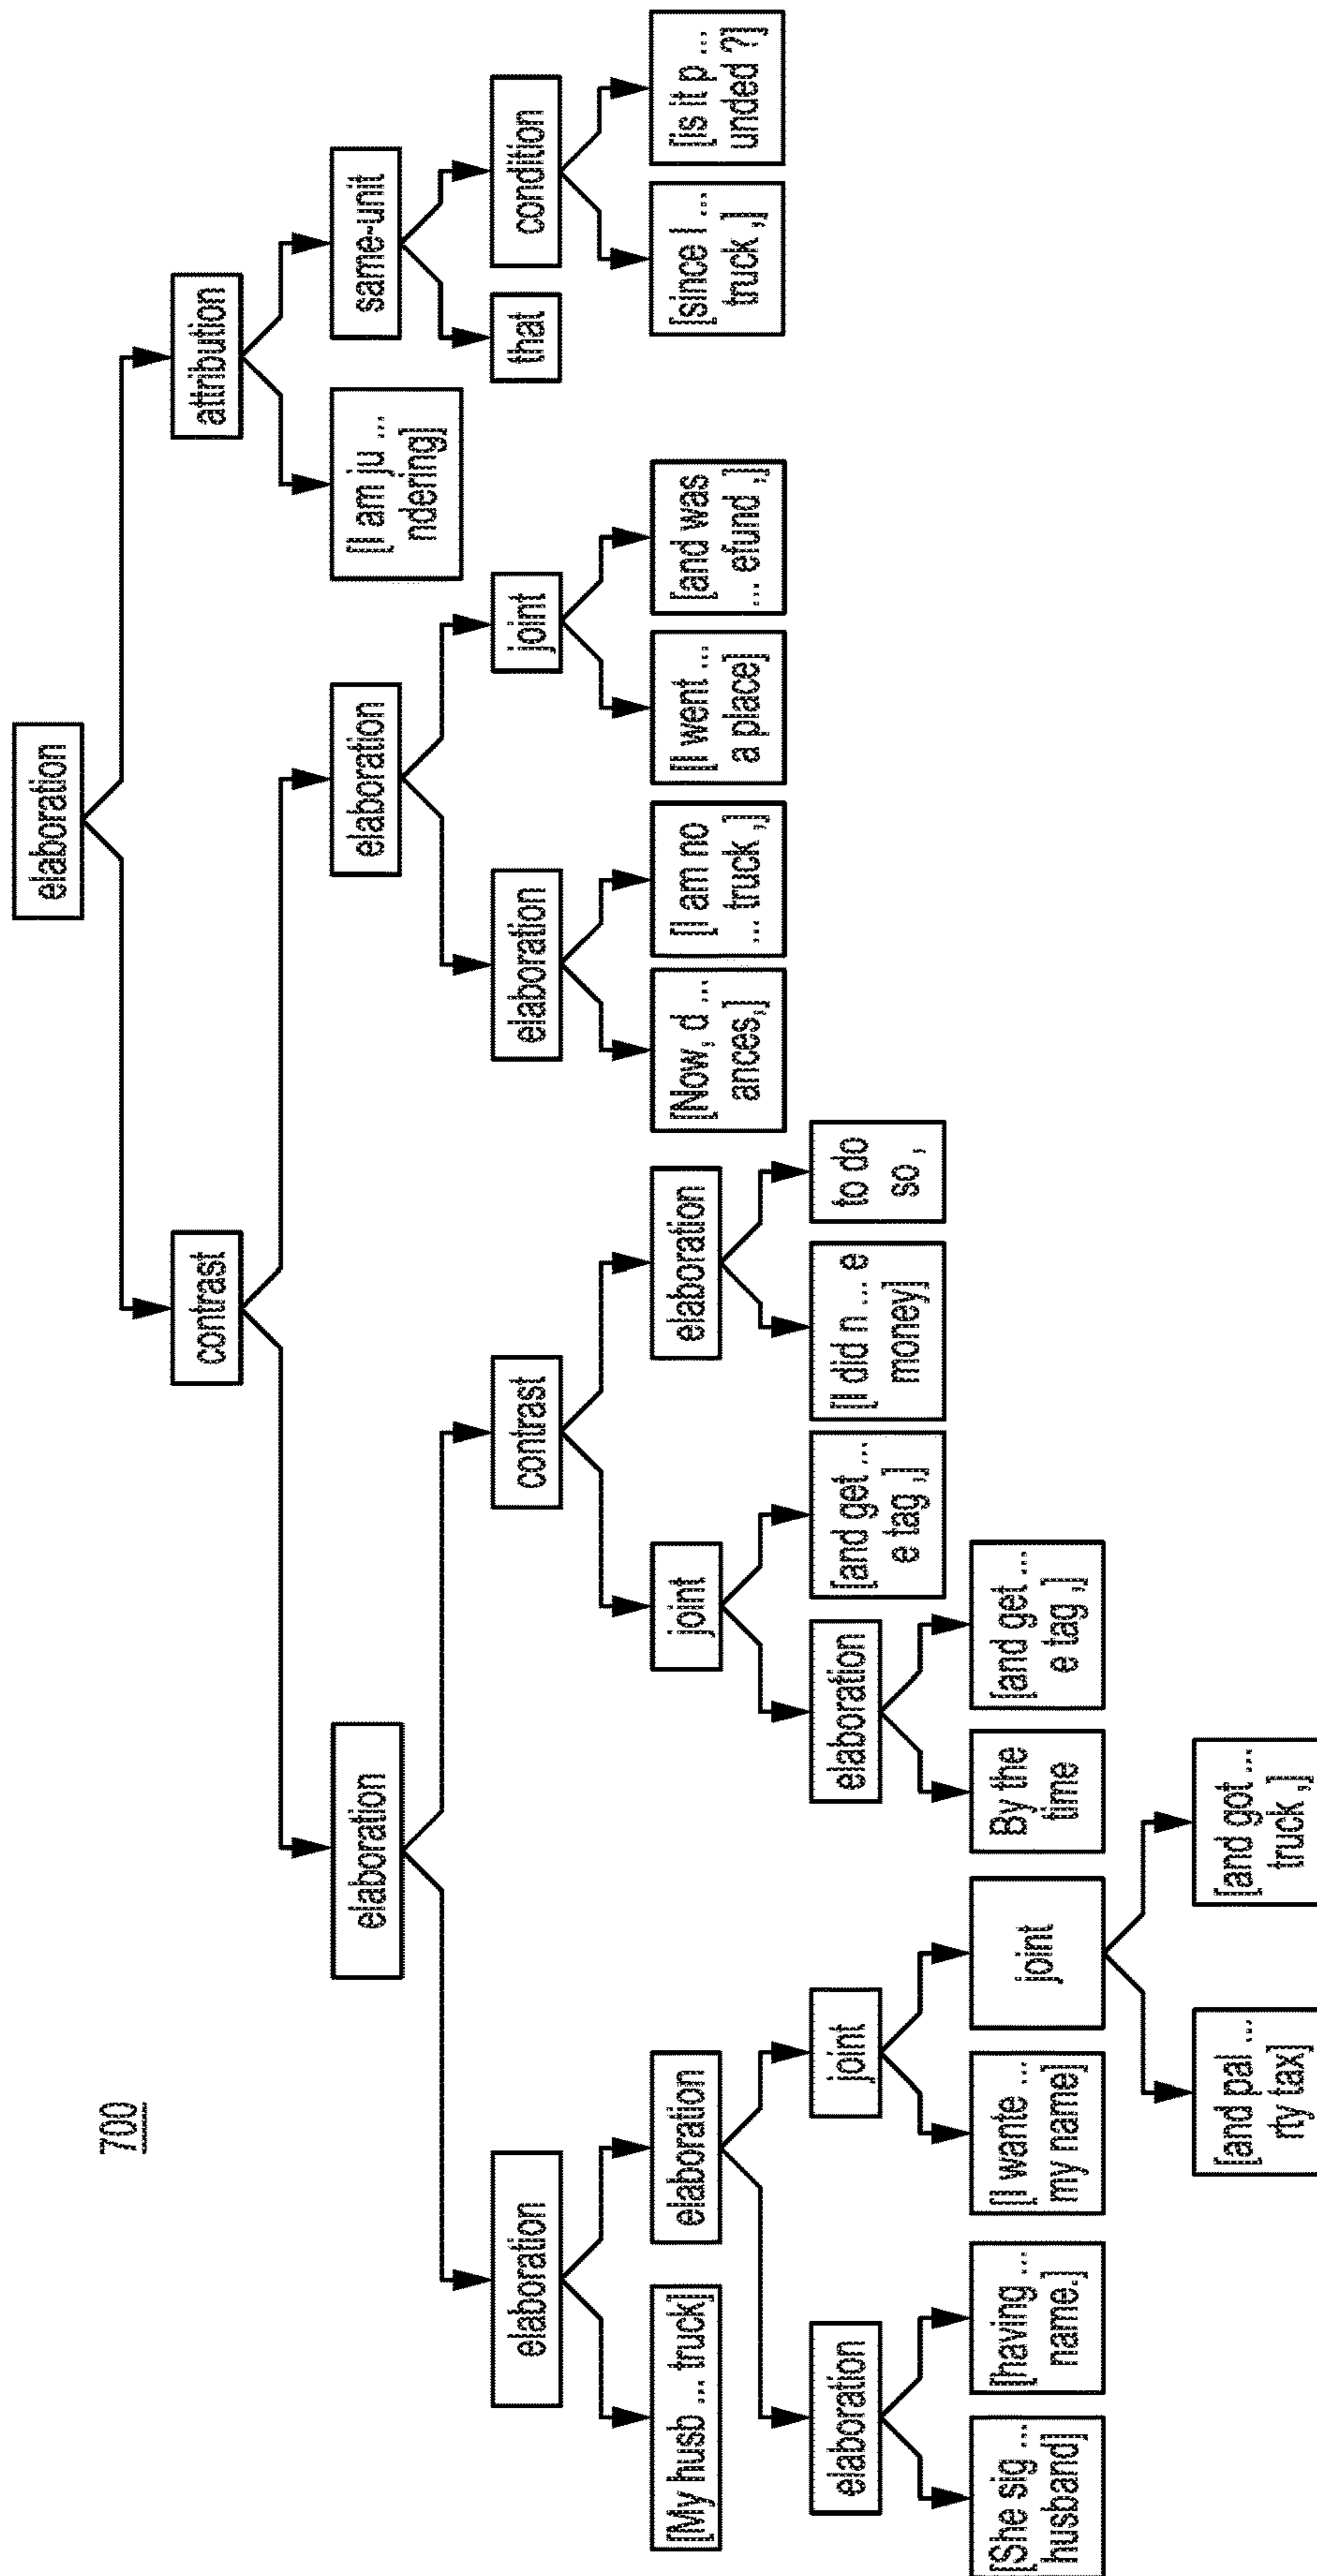 700
elaboration
contrast
attribution
elaboration
elaboration
[I am ju ...
ndering]
same-unit
elaboration
contrast
elaboration
joint
that
condition
[My husb ... truck]
elaboration
joint
elaboration
[Now, d ...
ances,]
[I am no
... truck ,]
[I went ...
a place]
[and was
... efund ,]
[since I ...
truck ,]
[is it p ...
unded ?]
elaboration
joint
elaboration
[and get ...
e tag ,]
[I did n ... e
money]
to do
so ,
[She sig ...
husband]
[having ...
name.]
[I wante ...
my name]
joint
By the
time
[and get ...
e tag ,]
[and pai ...
rty tax]
[and got ...
truck ,]